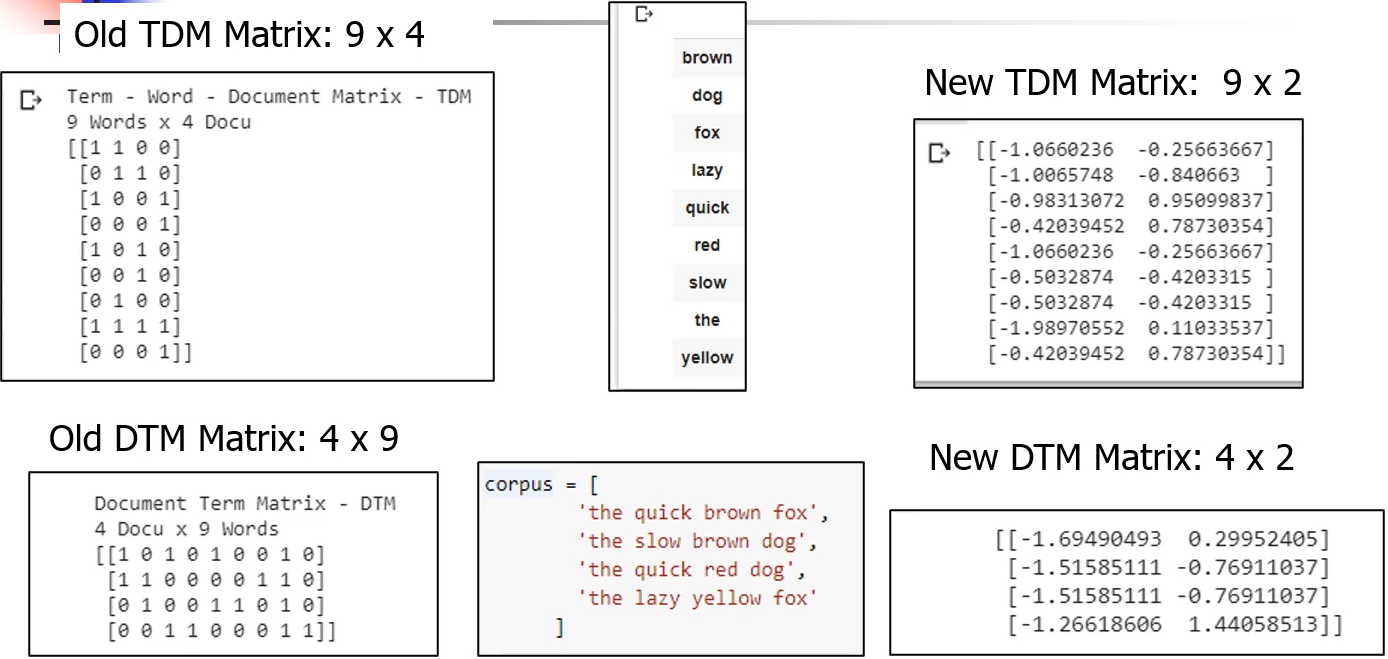 Old TDM Matrix: 9 x 4
Term - Word - Document Matrix - TDM
9 Words x 4 Docu
[[1 1 0 0]
[0 1 1 0]
[1 0 0 1]
[0 0 0 1]
[1 0 1 0]
[0 0 1 0]
[0 1 0 0]
[1 1 1 1]
[0 0 0 1]]
brown
dog
fox
lazy
quick
red
slow
the
yellow
New TDM Matrix: 9 x 2
[[-1.0660236 -0.25663667]
[-1.0065748 -0.840663 ]
[-0.98313072 0.95099837]
[-0.42039452 0.78730354]
[-1.0660236 -0.25663667]
[-0.5032874 -0.4203315 ]
[-0.5032874 -0.4203315 ]
[-1.98970552 0.11033537]
[-0.42039452 0.78730354]]
Old DTM Matrix: 4 x 9
Document Term Matrix - DTM
4 Docu x 9 Words
[[1 0 1 0 1 0 0 1 0]
[1 1 0 0 0 0 1 1 0]
[0 1 0 0 1 1 0 1 0]
[0 0 1 1 0 0 0 1 1]]
corpus = [
'the quick brown fox',
'the slow brown dog',
'the quick red dog',
'the lazy yellow fox'
]
New DTM Matrix: 4 x 2
[[-1.69490493 0.29952405]
[-1.51585111 -0.76911037]
[-1.51585111 -0.76911037]
[-1.26618606 1.44058513]]